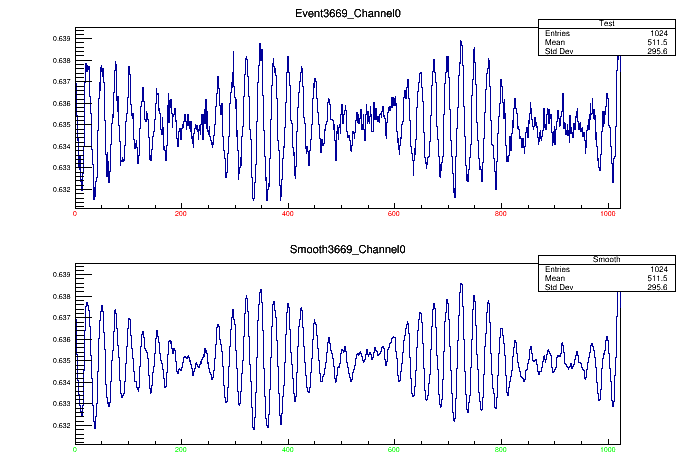 Event3669_Channel0
Test
Entries 1024
Mean 511.5
Std Dev 295.6
0.639
0.638
0.637
0.636
0.635
0.634
0.633
0.632
0 200 400 600 800 1000
Smooth3669_Channel0
Smooth
Entries 1024
Mean 511.5
Std Dev 295.6
0.639
0.638
0.637
0.636
0.635
0.634
0.633
0.632
0 200 400 600 800 1000